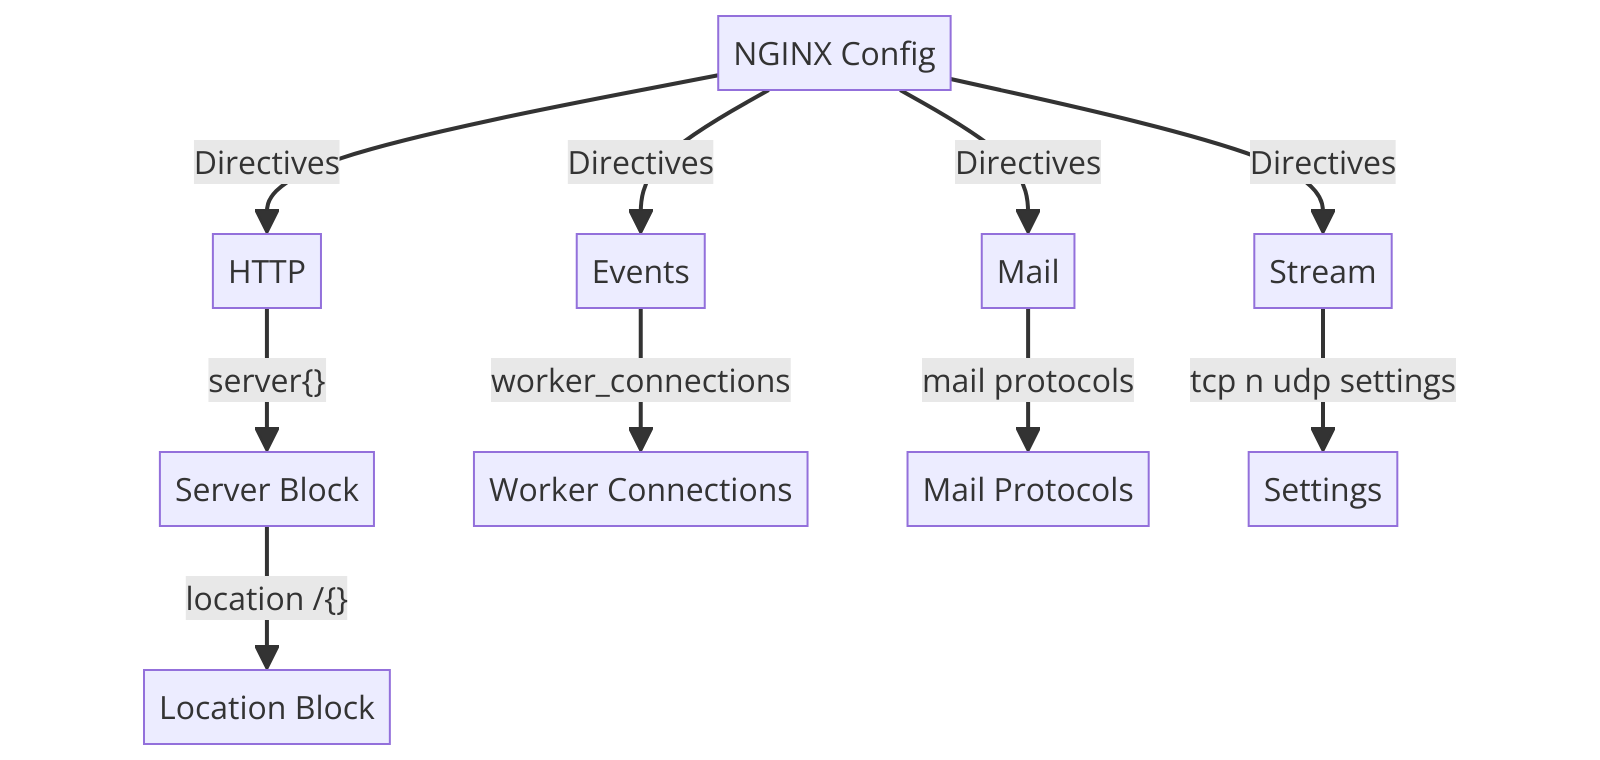 NGINX Config
Directives
Directives
Directives
Directives
HTTP
Events
Mail
Stream
server{}
worker_connections
mail protocols
tcp n udp settings
Server Block
Worker Connections
Mail Protocols
Settings
location /{}
Location Block